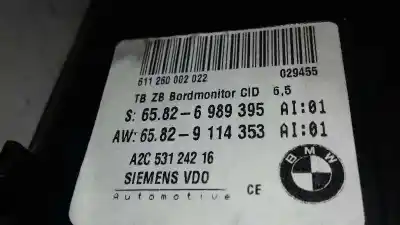 611 260 002 022
029455
TB ZB Bordmonitor CID 6,5
S: 65.82-6 989 395 AI:01
AW: 65.82-9 114 353 AI:01
A2C 531 242 16
SIEMENS VDO
Automotive
CE
BMW